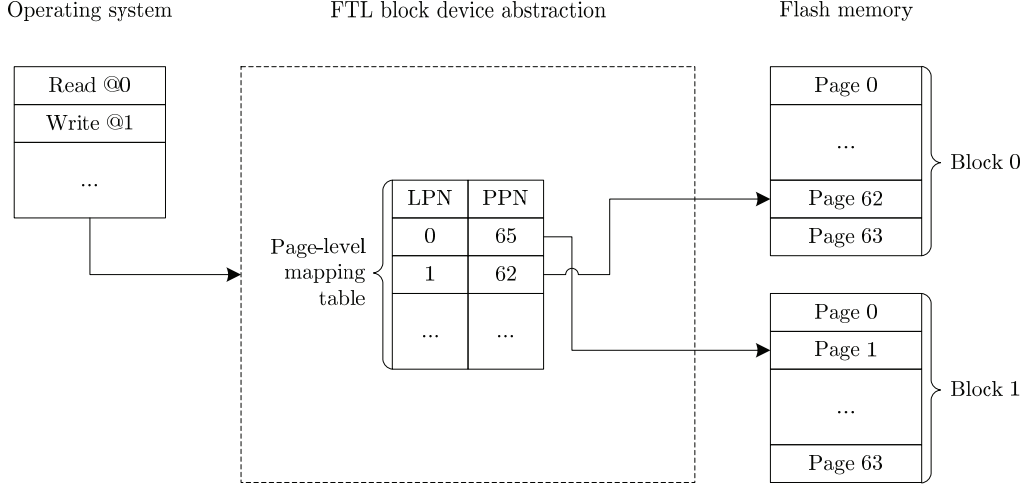 Operating system
FTL block device abstraction
Flash memory
Read @0
Write @1
...
Page-level
mapping
table
LPN PPN
0 65
1 62
... ...
Page 0
...
Page 62
Page 63
Block 0
Page 0
Page 1
...
Page 63
Block 1